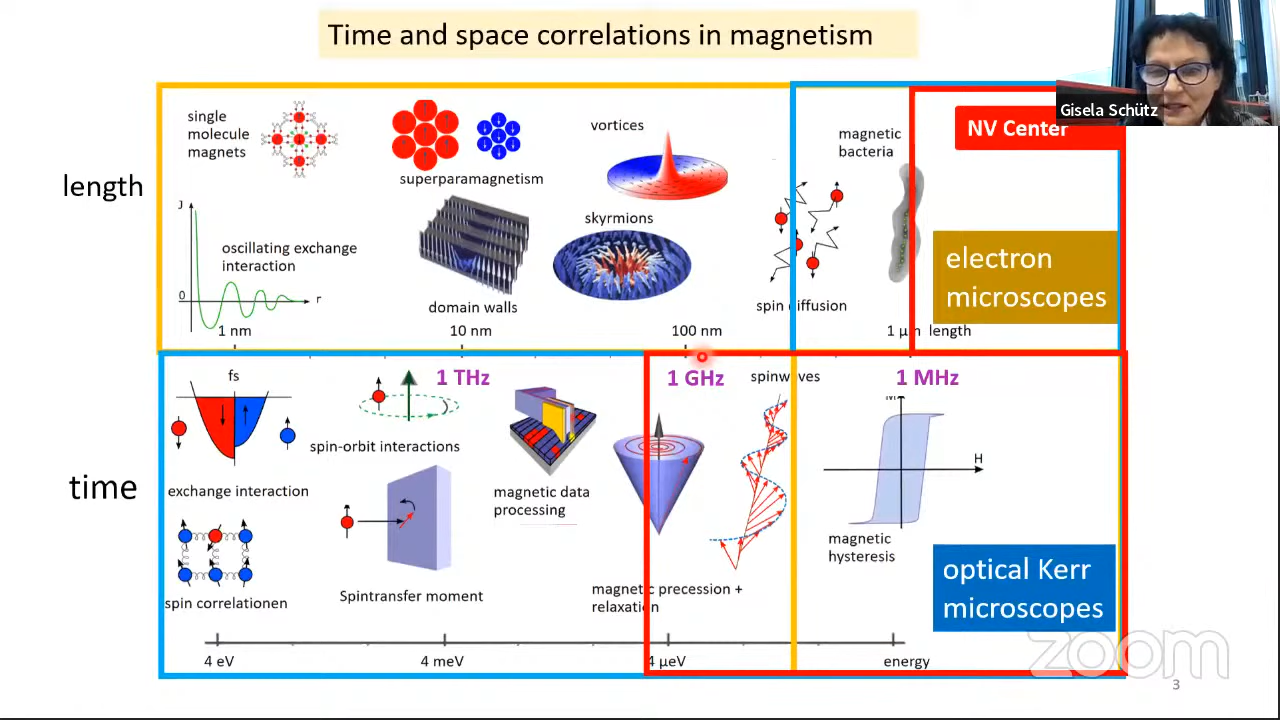 Time and space correlations in magnetism
Gisela Schütz
length
single
molecule
magnets
superparamagnetism
vortices
magnetic
bacteria
NV Center
J
0
r
oscillating exchange
interaction
domain walls
skyrmions
spin diffusion
electron
microscopes
1 nm
10 nm
100 nm
1 μm length
time
fs
1 THz
1 GHz
spinwaves
1 MHz
M
H
spin-orbit interactions
exchange interaction
magnetic data
processing
magnetic
hysteresis
spin correlationen
Spintransfer moment
magnetic precession +
relaxation
optical Kerr
microscopes
4 eV
4 meV
4 μeV
energy
zoom
3